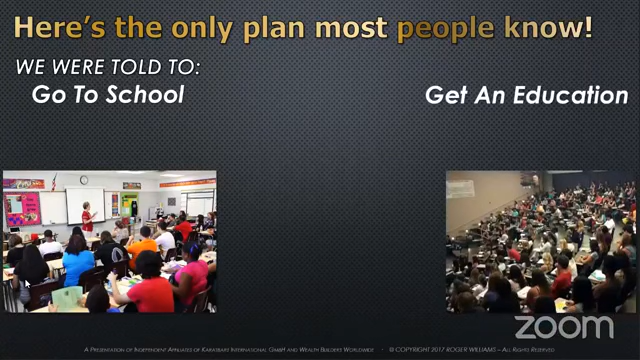 Here's the only plan most people know!
WE WERE TOLD TO:
Go To School
Get An Education
A Presentation of Independent Affiliates of Karatbars International GmbH and Wealth Builders Worldwide - © COPYRIGHT 2017 Roger Williams – All Rights Reserved
zoom